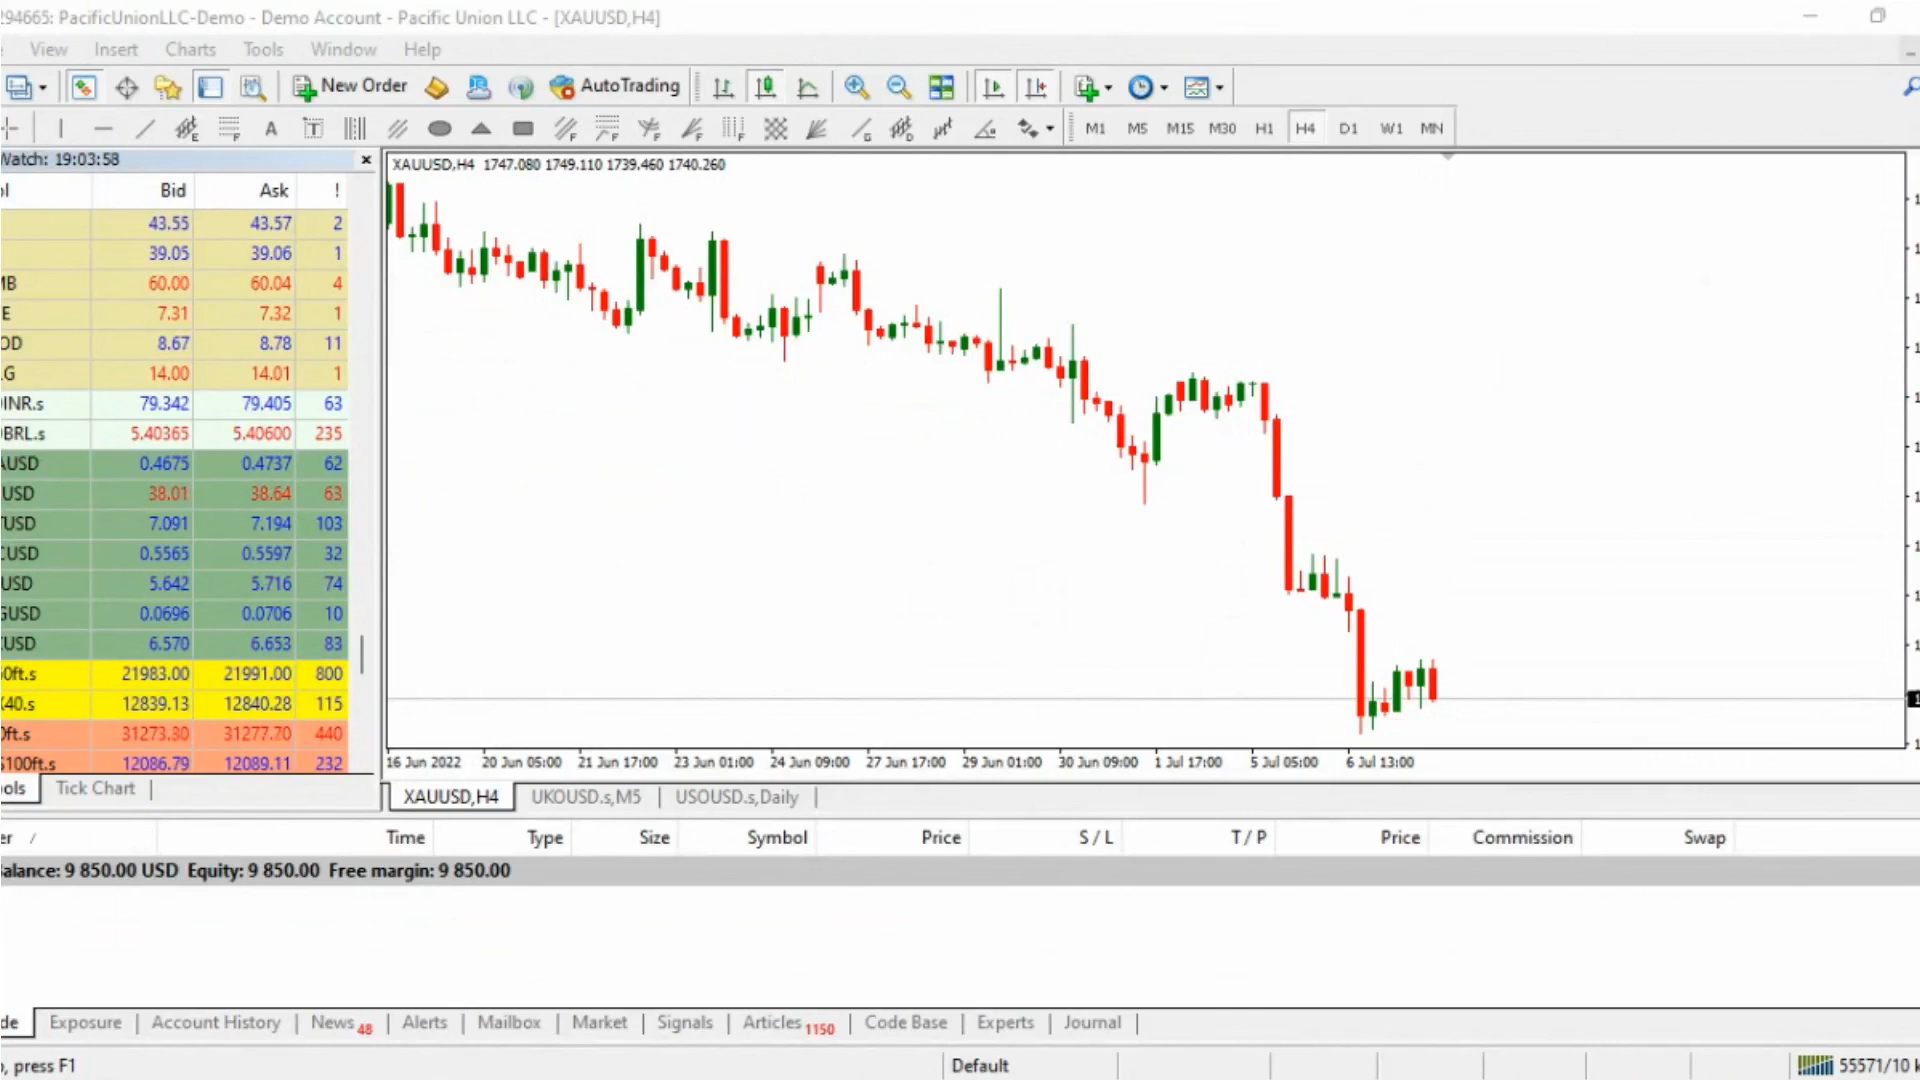 294665: PacificUnionLLC-Demo - Demo Account - Pacific Union LLC - [XAUUSD,H4]
View Insert Charts Tools Window Help
New Order AutoTrading
M1 M5 M15 M30 H1 H4 D1 W1 MN
Watch: 19:03:58
XAUUSD,H4 1747.080 1749.110 1739.460 1740.260
Bid Ask !
43.55 43.57 2
39.05 39.06 1
MB 60.00 60.04 4
E 7.31 7.32 1
OD 8.67 8.78 11
G 14.00 14.01 1
INR.s 79.342 79.405 63
BRL.s 5.40365 5.40600 235
AUSD 0.4675 0.4737 62
USD 38.01 38.64 63
TUSD 7.091 7.194 103
CUSD 0.5565 0.5597 32
USD 5.642 5.716 74
GUSD 0.0696 0.0706 10
USD 6.570 6.653 83
0ft.s 21983.00 21991.00 800
40.s 12839.13 12840.28 115
0ft.s 31273.30 31277.70 440
100ft.s 12086.79 12089.11 232
16 Jun 2022 20 Jun 05:00 21 Jun 17:00 23 Jun 01:00 24 Jun 09:00 27 Jun 17:00 29 Jun 01:00 30 Jun 09:00 1 Jul 17:00 5 Jul 05:00 6 Jul 13:00
ols Tick Chart
XAUUSD,H4 UKOUSD.s,M5 USOUSD.s,Daily
er / Time Type Size Symbol Price S / L T / P Price Commission Swap
alance: 9 850.00 USD Equity: 9 850.00 Free margin: 9 850.00
de Exposure Account History News 48 Alerts Mailbox Market Signals Articles 1150 Code Base Experts Journal
, press F1
Default
55571/10 k